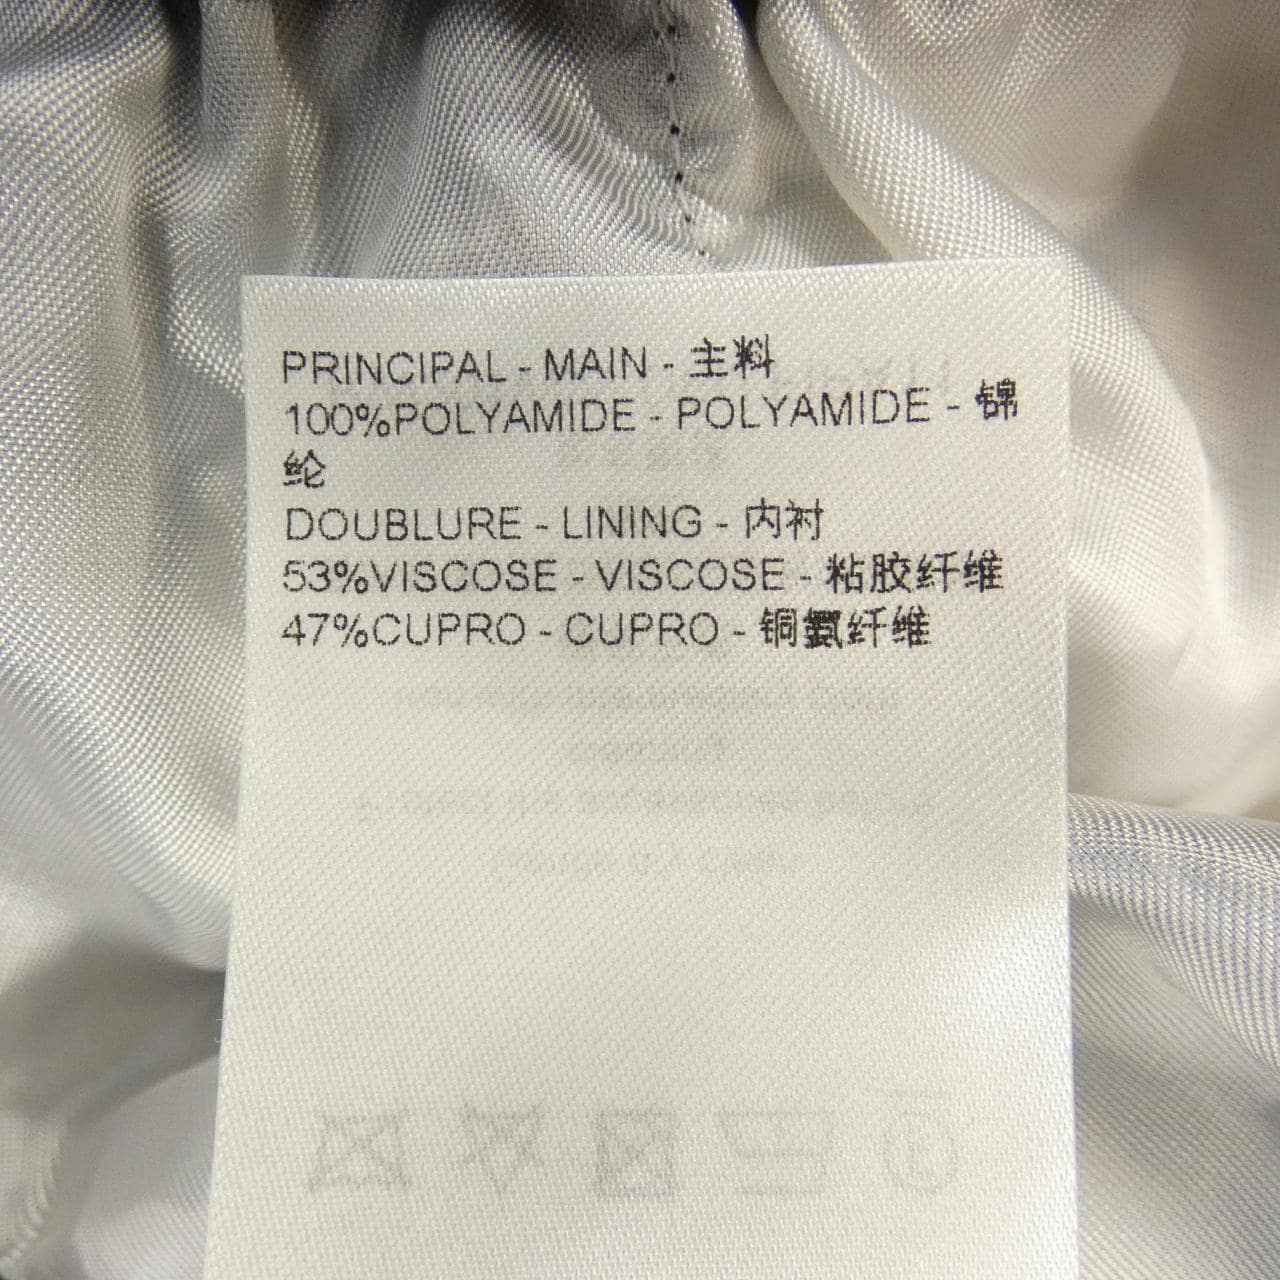 PRINCIPAL - MAIN - 主料
100%POLYAMIDE - POLYAMIDE - 锦
纶
DOUBLURE - LINING - 内衬
53%VISCOSE - VISCOSE - 粘胶纤维
47%CUPRO - CUPRO - 铜氨纤维